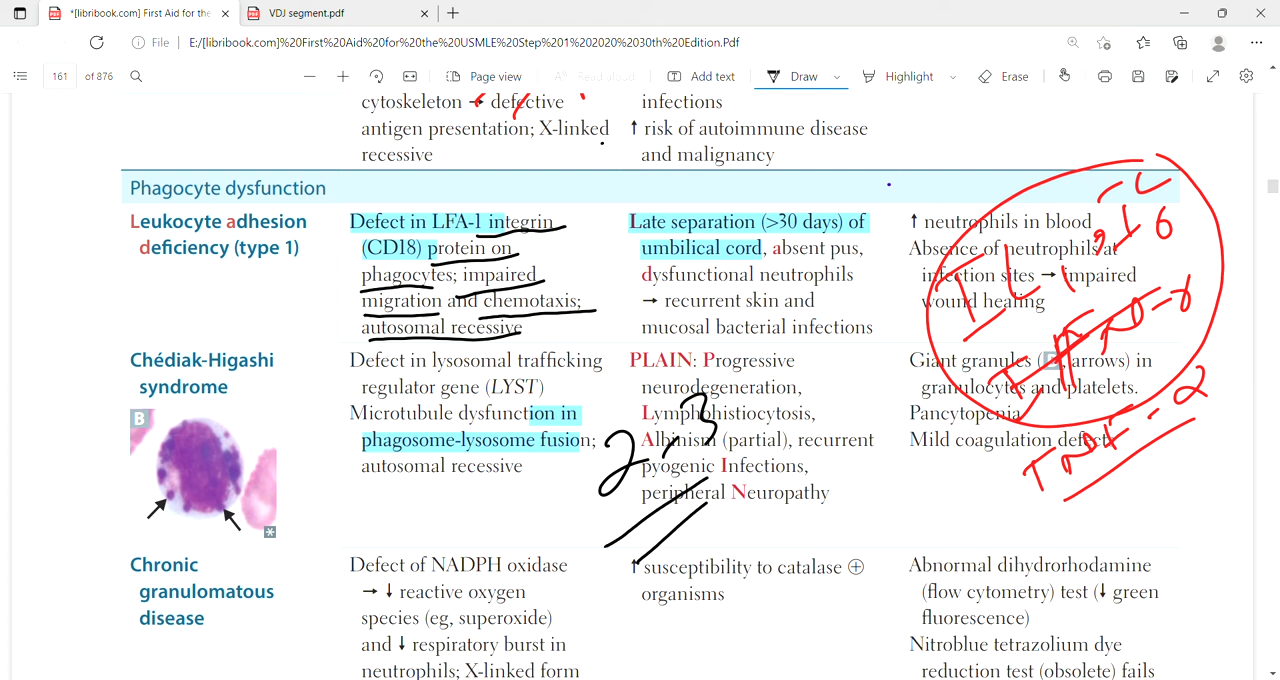 *[libribook.com] First Aid for the
VDJ segment.pdf
File E:/[libribook.com]%20First%20Aid%20for%20the%20USMLE%20Step%201%202020%2030th%20Edition.Pdf
161 of 876
Page view
Read aloud
Add text
Draw
Highlight
Erase
cytoskeleton → defective
antigen presentation; X-linked
recessive
infections
↑ risk of autoimmune disease
and malignancy
Phagocyte dysfunction
Leukocyte adhesion
deficiency (type 1)
Defect in LFA-1 integrin
(CD18) protein on
phagocytes; impaired
migration and chemotaxis;
autosomal recessive
Late separation (>30 days) of
umbilical cord, absent pus,
dysfunctional neutrophils
→ recurrent skin and
mucosal bacterial infections
↑ neutrophils in blood
Absence of neutrophils at
infection sites → impaired
wound healing
Chédiak-Higashi
syndrome
B
Defect in lysosomal trafficking
regulator gene (LYST)
Microtubule dysfunction in
phagosome-lysosome fusion;
autosomal recessive
PLAIN: Progressive
neurodegeneration,
Lymphohistiocytosis,
Albinism (partial), recurrent
pyogenic Infections,
peripheral Neuropathy
2,3
Giant granules (B, arrows) in
granulocytes and platelets.
Pancytopenia
Mild coagulation defects
Chronic
granulomatous
disease
Defect of NADPH oxidase
→ ↓ reactive oxygen
species (eg, superoxide)
and ↓ respiratory burst in
neutrophils; X-linked form
↑ susceptibility to catalase ⊕
organisms
Abnormal dihydrorhodamine
(flow cytometry) test (↓ green
fluorescence)
Nitroblue tetrazolium dye
reduction test (obsolete) fails